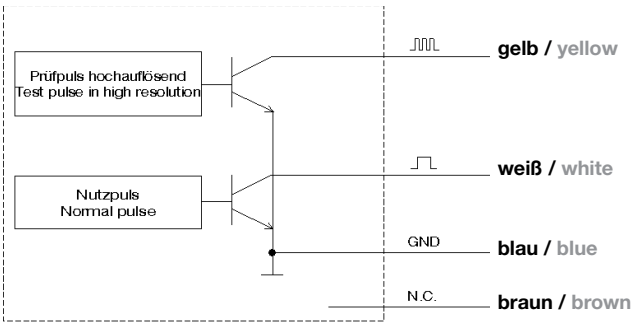 gelb / yellow
Prüfpuls hochauflösend
Test pulse in high resolution
weiß / white
Nutzpuls
Normal pulse
GND
blau / blue
N.C.
braun / brown